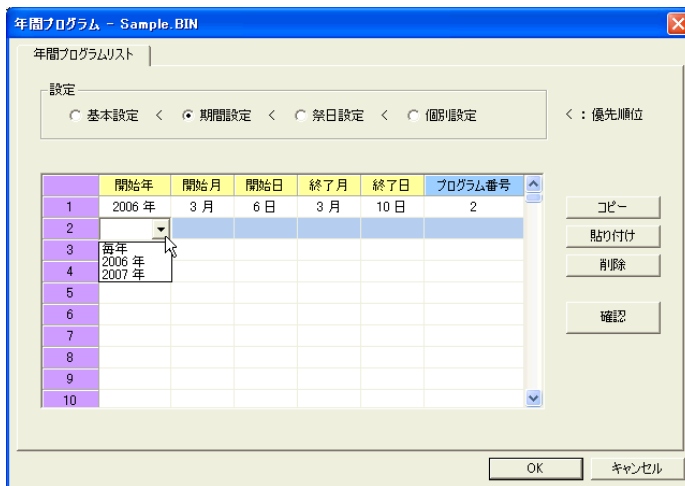 年間プログラム － Sample.BIN
年間プログラムリスト
設定
基本設定 < 期間設定 < 祭日設定 < 個別設定
< ： 優先順位
開始年 開始月 開始日 終了月 終了日 プログラム番号
1 2006 年 3 月 6 日 3 月 10 日 2
2
3
4
5
6
7
8
9
10
毎年
2006 年
2007 年
コピー
貼り付け
削除
確認
OK キャンセル